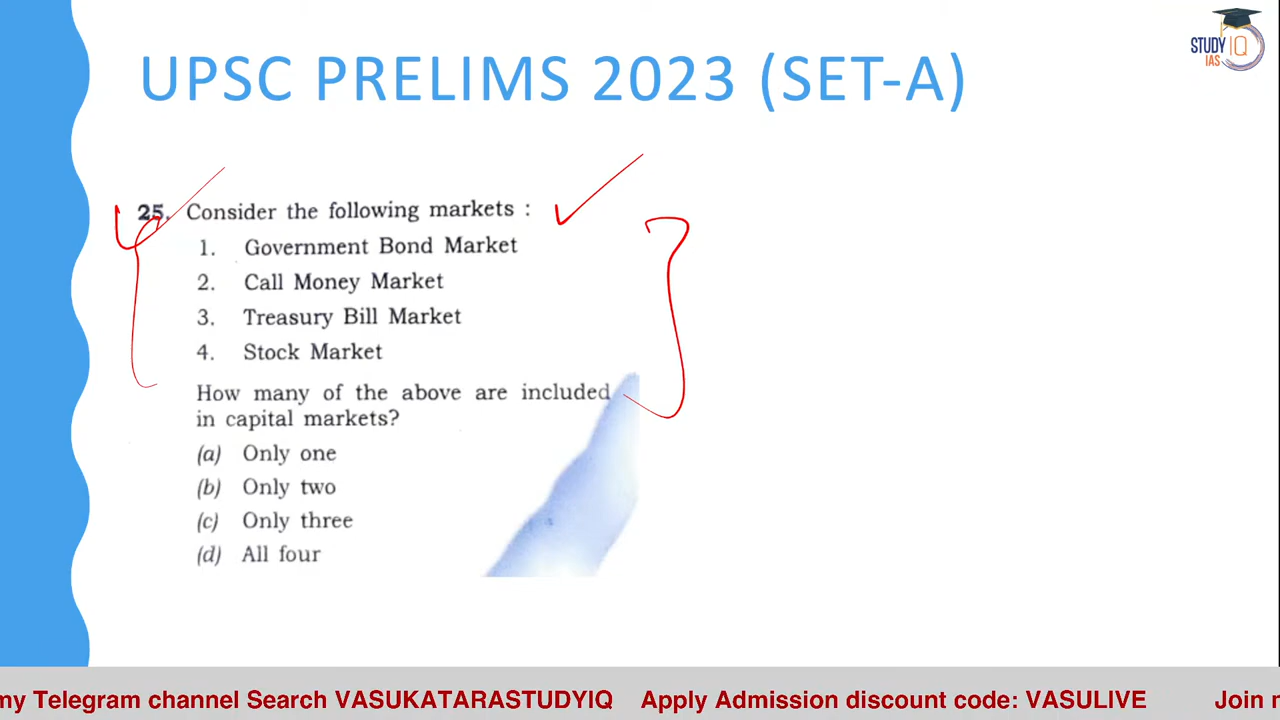 UPSC PRELIMS 2023 (SET-A)
STUDY IQ
IAS
25. Consider the following markets :
1. Government Bond Market
2. Call Money Market
3. Treasury Bill Market
4. Stock Market
How many of the above are included
in capital markets?
(a) Only one
(b) Only two
(c) Only three
(d) All four
my Telegram channel Search VASUKATARASTUDYIQ Apply Admission discount code: VASULIVE Join